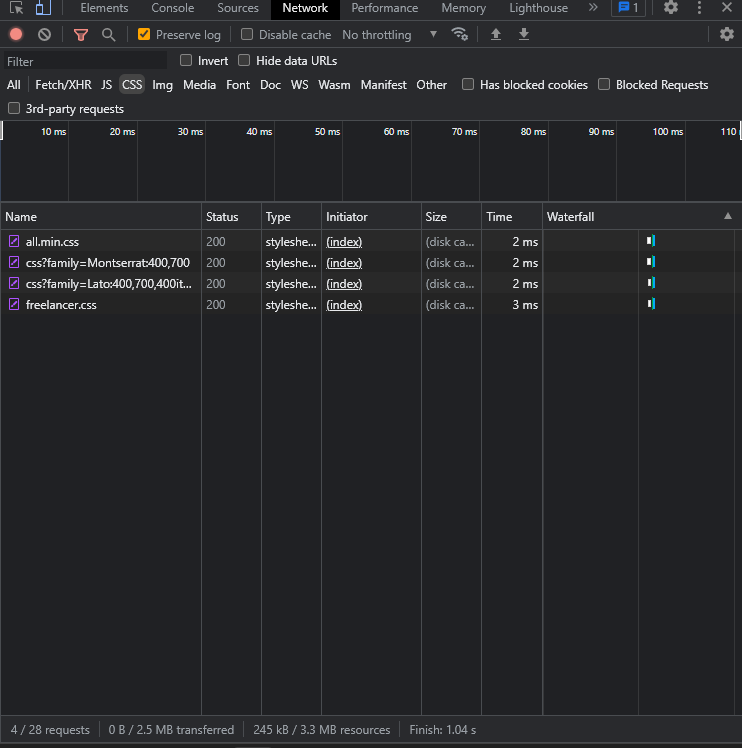 Elements Console Sources Network Performance Memory Lighthouse » 1
Preserve log Disable cache No throttling
Filter Invert Hide data URLs
All Fetch/XHR JS CSS Img Media Font Doc WS Wasm Manifest Other Has blocked cookies Blocked Requests
3rd-party requests
10 ms 20 ms 30 ms 40 ms 50 ms 60 ms 70 ms 80 ms 90 ms 100 ms 110
Name Status Type Initiator Size Time Waterfall
all.min.css 200 styleshe... (index) (disk ca... 2 ms
css?family=Montserrat:400,700 200 styleshe... (index) (disk ca... 2 ms
css?family=Lato:400,700,400it... 200 styleshe... (index) (disk ca... 2 ms
freelancer.css 200 styleshe... (index) (disk ca... 3 ms
4 / 28 requests 0 B / 2.5 MB transferred 245 kB / 3.3 MB resources Finish: 1.04 s